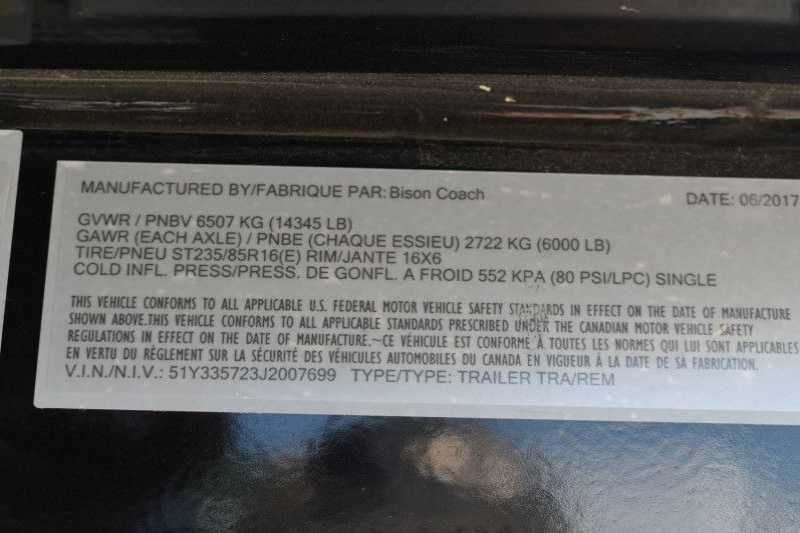 MANUFACTURED BY/FABRIQUE PAR: Bison Coach DATE: 06/2017
GVWR / PNBV 6507 KG (14345 LB)
GAWR (EACH AXLE) / PNBE (CHAQUE ESSIEU) 2722 KG (6000 LB)
TIRE/PNEU ST235/85R16(E) RIM/JANTE 16X6
COLD INFL. PRESS/PRESS. DE GONFL. A FROID 552 KPA (80 PSI/LPC) SINGLE
THIS VEHICLE CONFORMS TO ALL APPLICABLE U.S. FEDERAL MOTOR VEHICLE SAFETY STANDARDS IN EFFECT ON THE DATE OF MANUFACTURE
SHOWN ABOVE.THIS VEHICLE CONFORMS TO ALL APPLICABLE STANDARDS PRESCRIBED UNDER THE CANADIAN MOTOR VEHICLE SAFETY
REGULATIONS IN EFFECT ON THE DATE OF MANUFACTURE.~CE VÉHICULE EST CONFORME À TOUTES LES NORMES QUI LUI SONT APPLICABLES
EN VERTU DU RÈGLEMENT SUR LA SÉCURITÉ DES VÉHICULES AUTOMOBILES DU CANADA EN VIGUEUR À LA DATE DE SA FABRICATION.
V.I.N./N.I.V.: 51Y335723J2007699 TYPE/TYPE: TRAILER TRA/REM